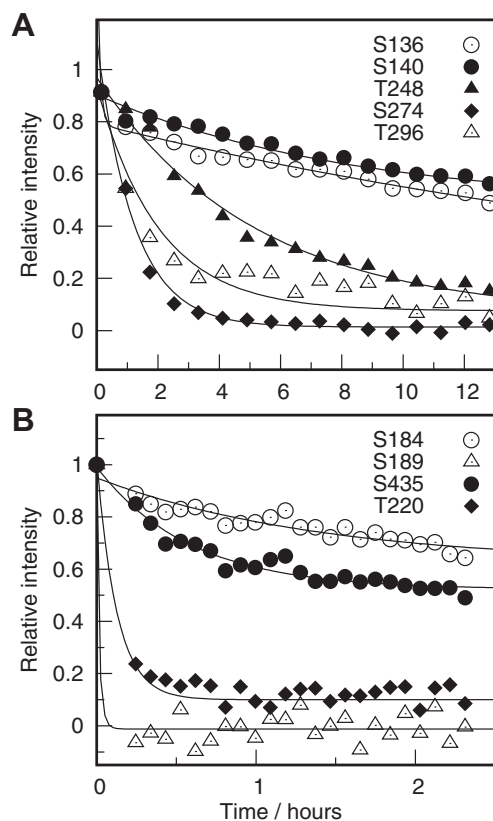 A
S136
S140
T248
S274
T296
1
0.8
0.6
0.4
0.2
0
Relative intensity
0 2 4 6 8 10 12
B
S184
S189
S435
T220
1
0.8
0.6
0.4
0.2
0
Relative intensity
0 1 2
Time / hours